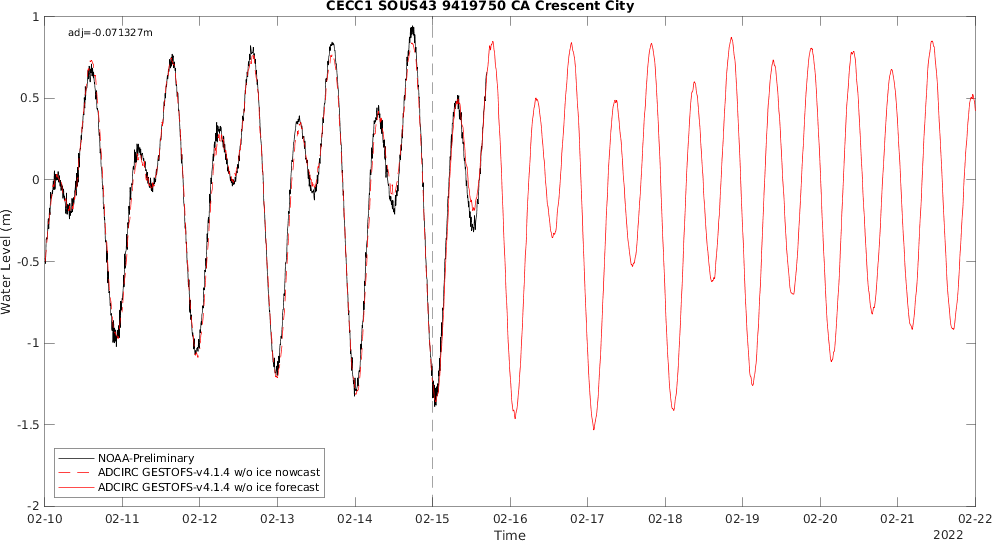 CECC1 SOUS43 9419750 CA Crescent City
adj=-0.071327m
1
0.5
0
-0.5
-1
-1.5
-2
Water Level (m)
NOAA-Preliminary
ADCIRC GESTOFS-v4.1.4 w/o ice nowcast
ADCIRC GESTOFS-v4.1.4 w/o ice forecast
02-10 02-11 02-12 02-13 02-14 02-15 02-16 02-17 02-18 02-19 02-20 02-21 02-22
Time
2022